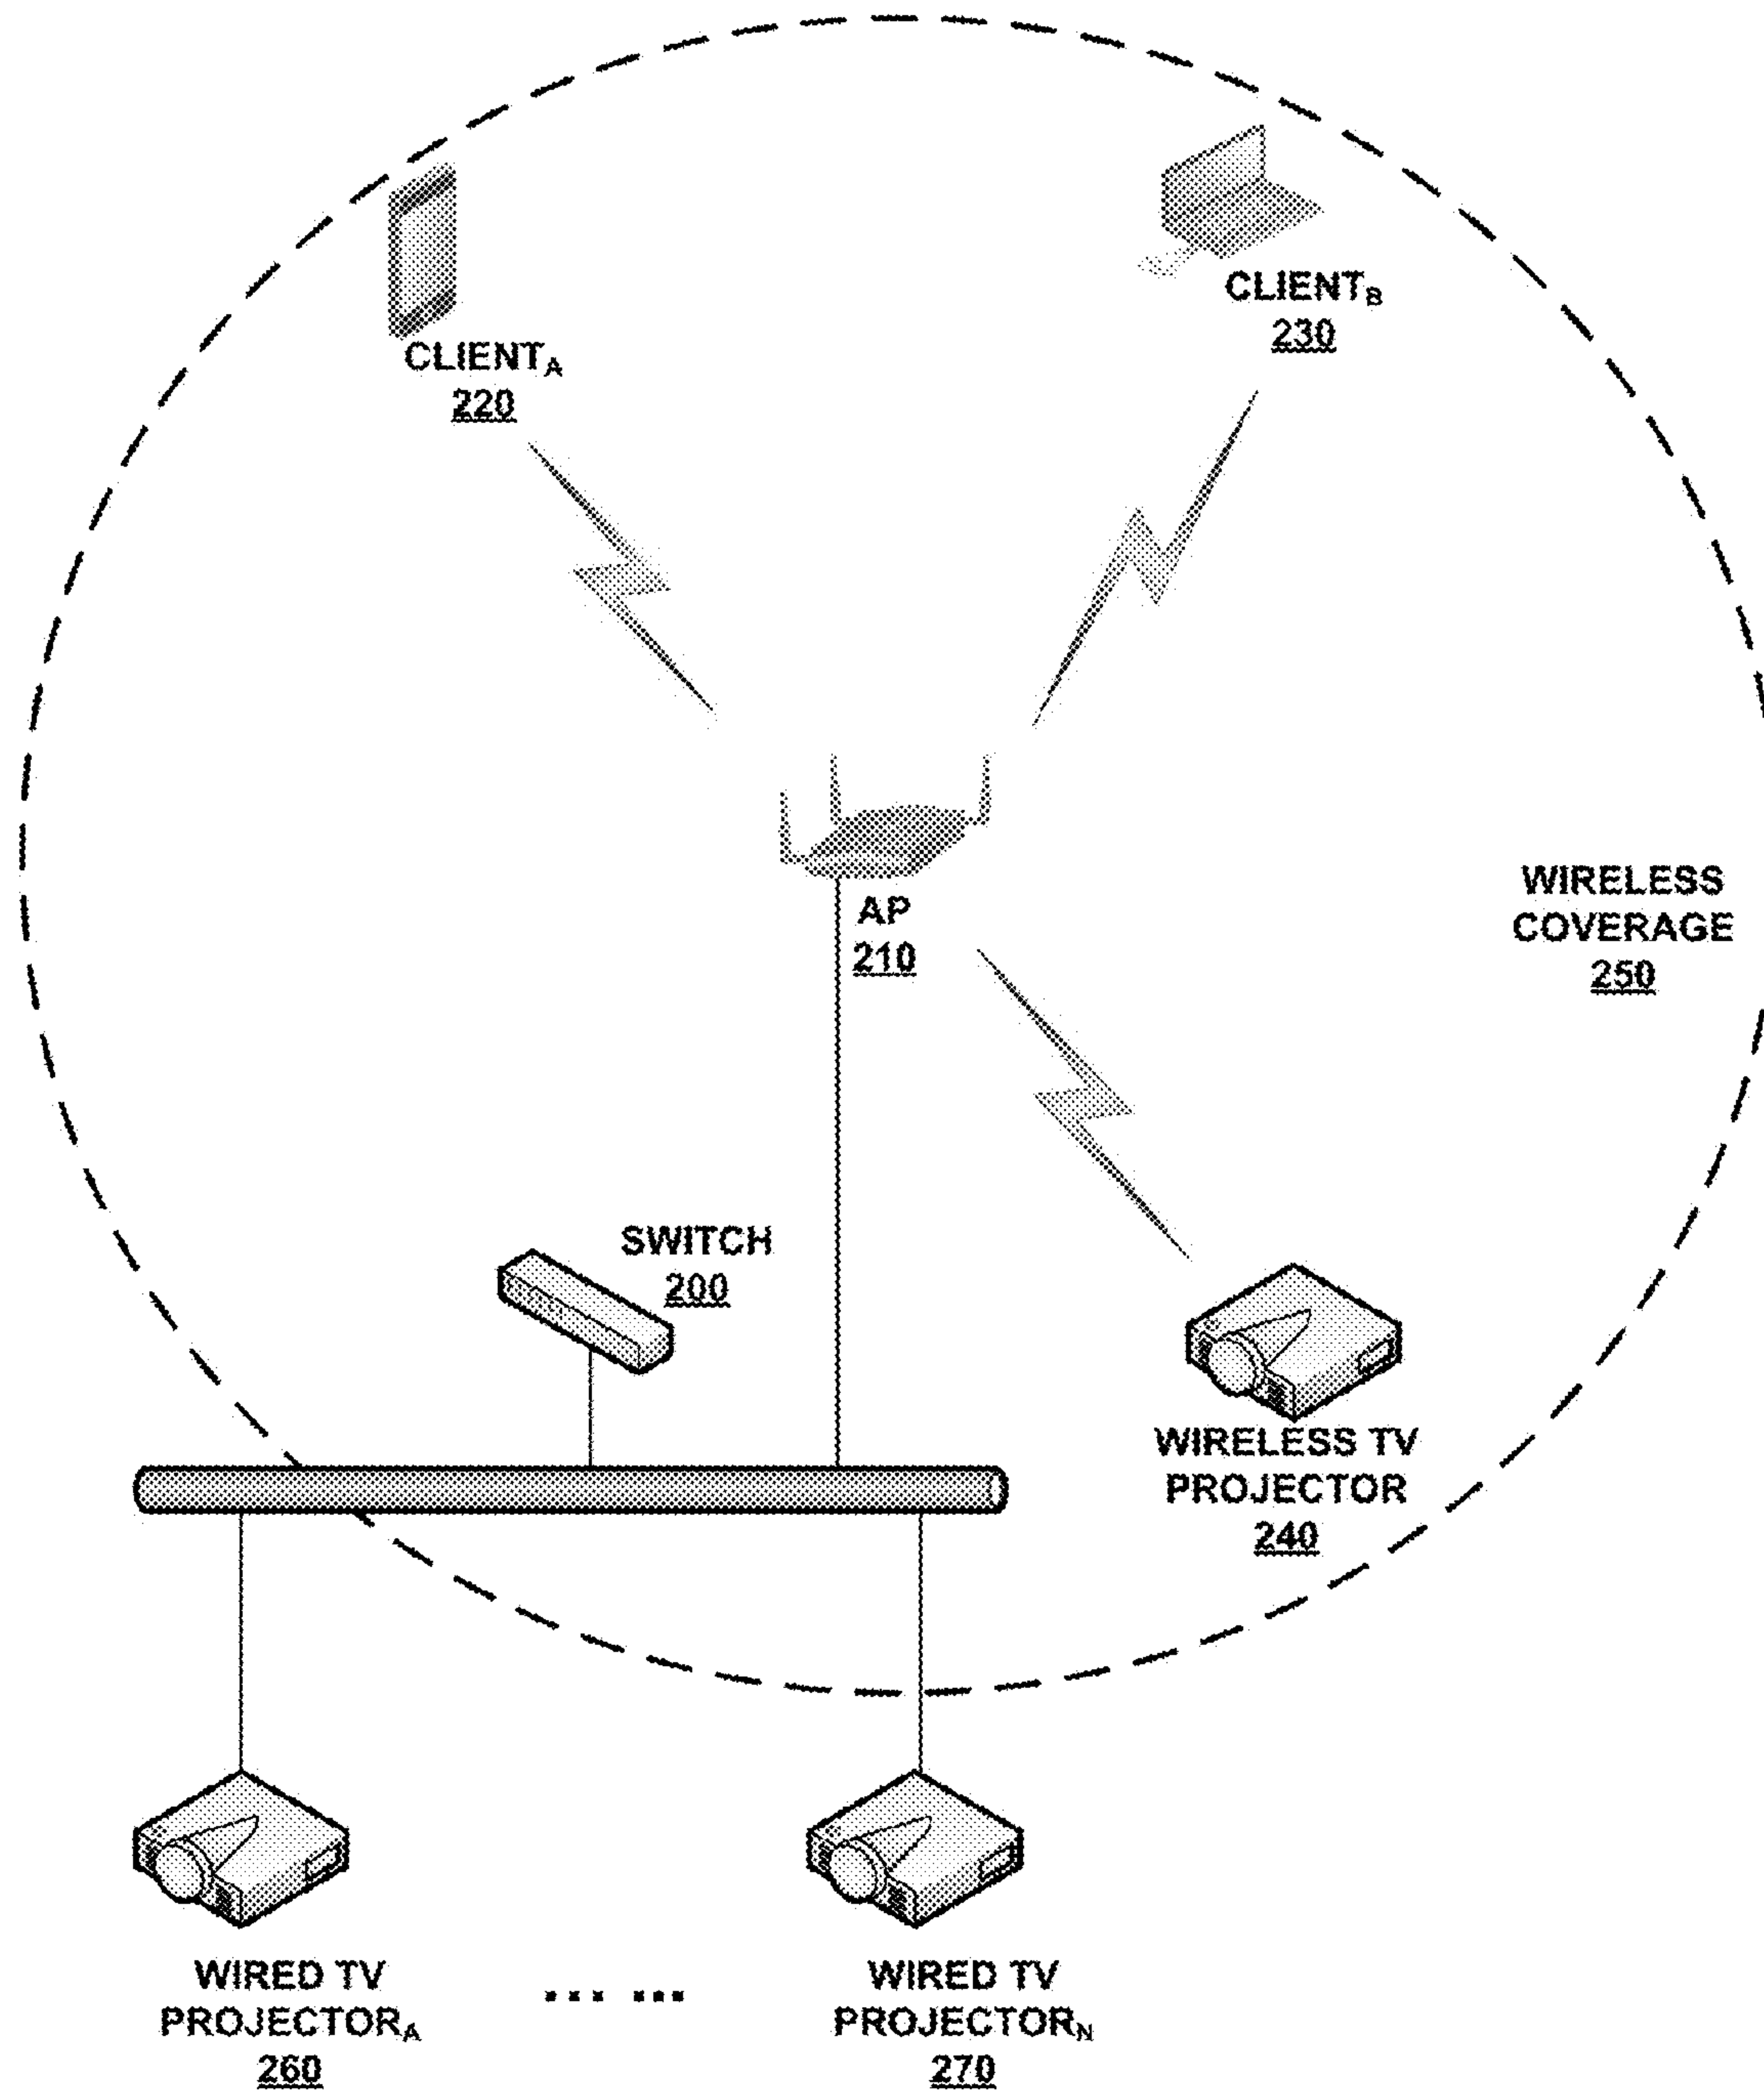 CLIENTA
220
CLIENTB
230
AP
210
WIRELESS
COVERAGE
250
SWITCH
200
WIRELESS TV
PROJECTOR
240
WIRED TV
PROJECTORA
260
... ...
WIRED TV
PROJECTORN
270